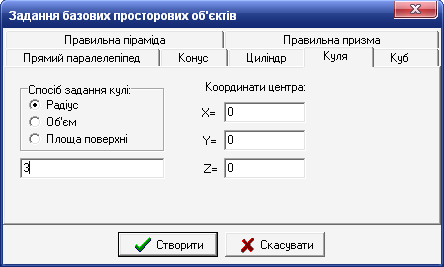 Задання базових просторових об'єктів
Правильна піраміда Правильна призма
Прямий паралелепіпед Конус Циліндр Куля Куб
Спосіб задання кулі:
Радіус
Об'єм
Площа поверхні
3
Координати центра:
X= 0
Y= 0
Z= 0
Створити Скасувати